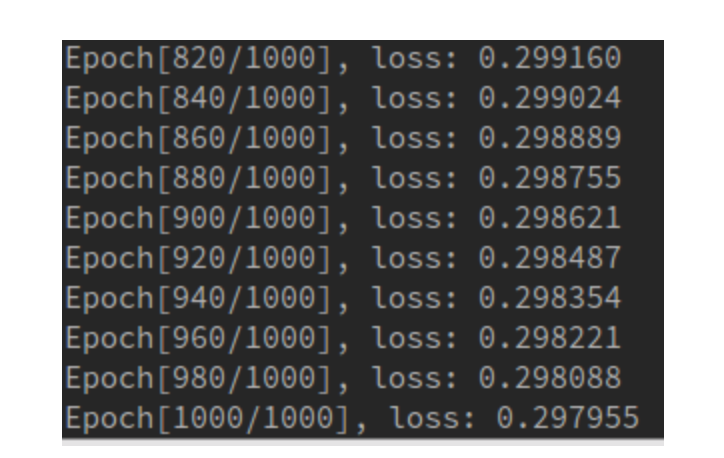 Epoch[820/1000], loss: 0.299160
Epoch[840/1000], loss: 0.299024
Epoch[860/1000], loss: 0.298889
Epoch[880/1000], loss: 0.298755
Epoch[900/1000], loss: 0.298621
Epoch[920/1000], loss: 0.298487
Epoch[940/1000], loss: 0.298354
Epoch[960/1000], loss: 0.298221
Epoch[980/1000], loss: 0.298088
Epoch[1000/1000], loss: 0.297955